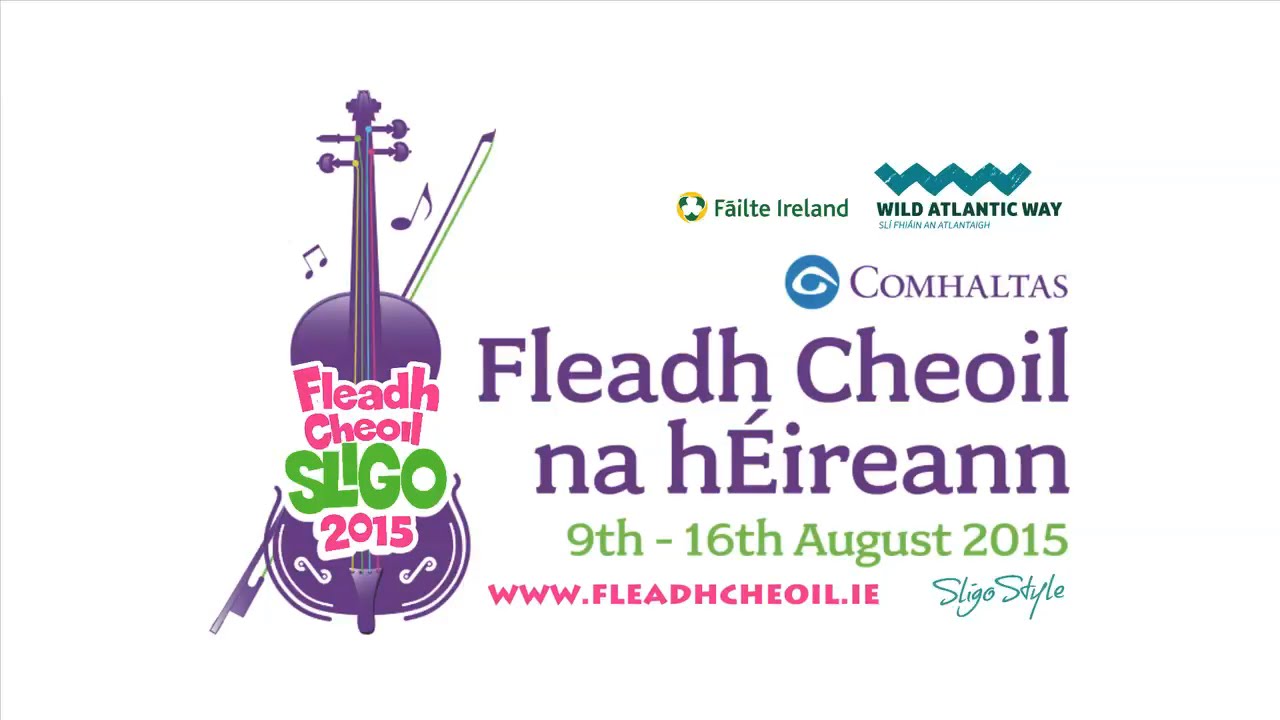 Fleadh
Cheoil
SLIGO
2015
Fāilte Ireland
WILD ATLANTIC WAY
SLÍ FHIÁIN AN ATLANTAIGH
COMHALTAS
Fleadh Cheoil
na hÉireann
9th - 16th August 2015
WWW.FLEADHCHEOIL.IE
Sligo Style